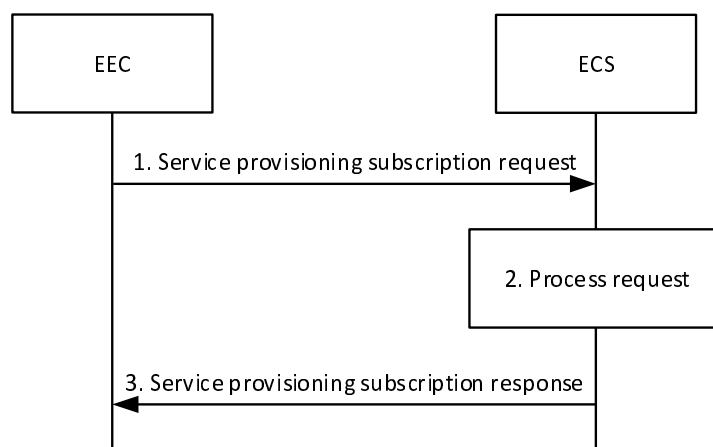 EEC
ECS
1. Service provisioning subscription request
2. Process request
3. Service provisioning subscription response